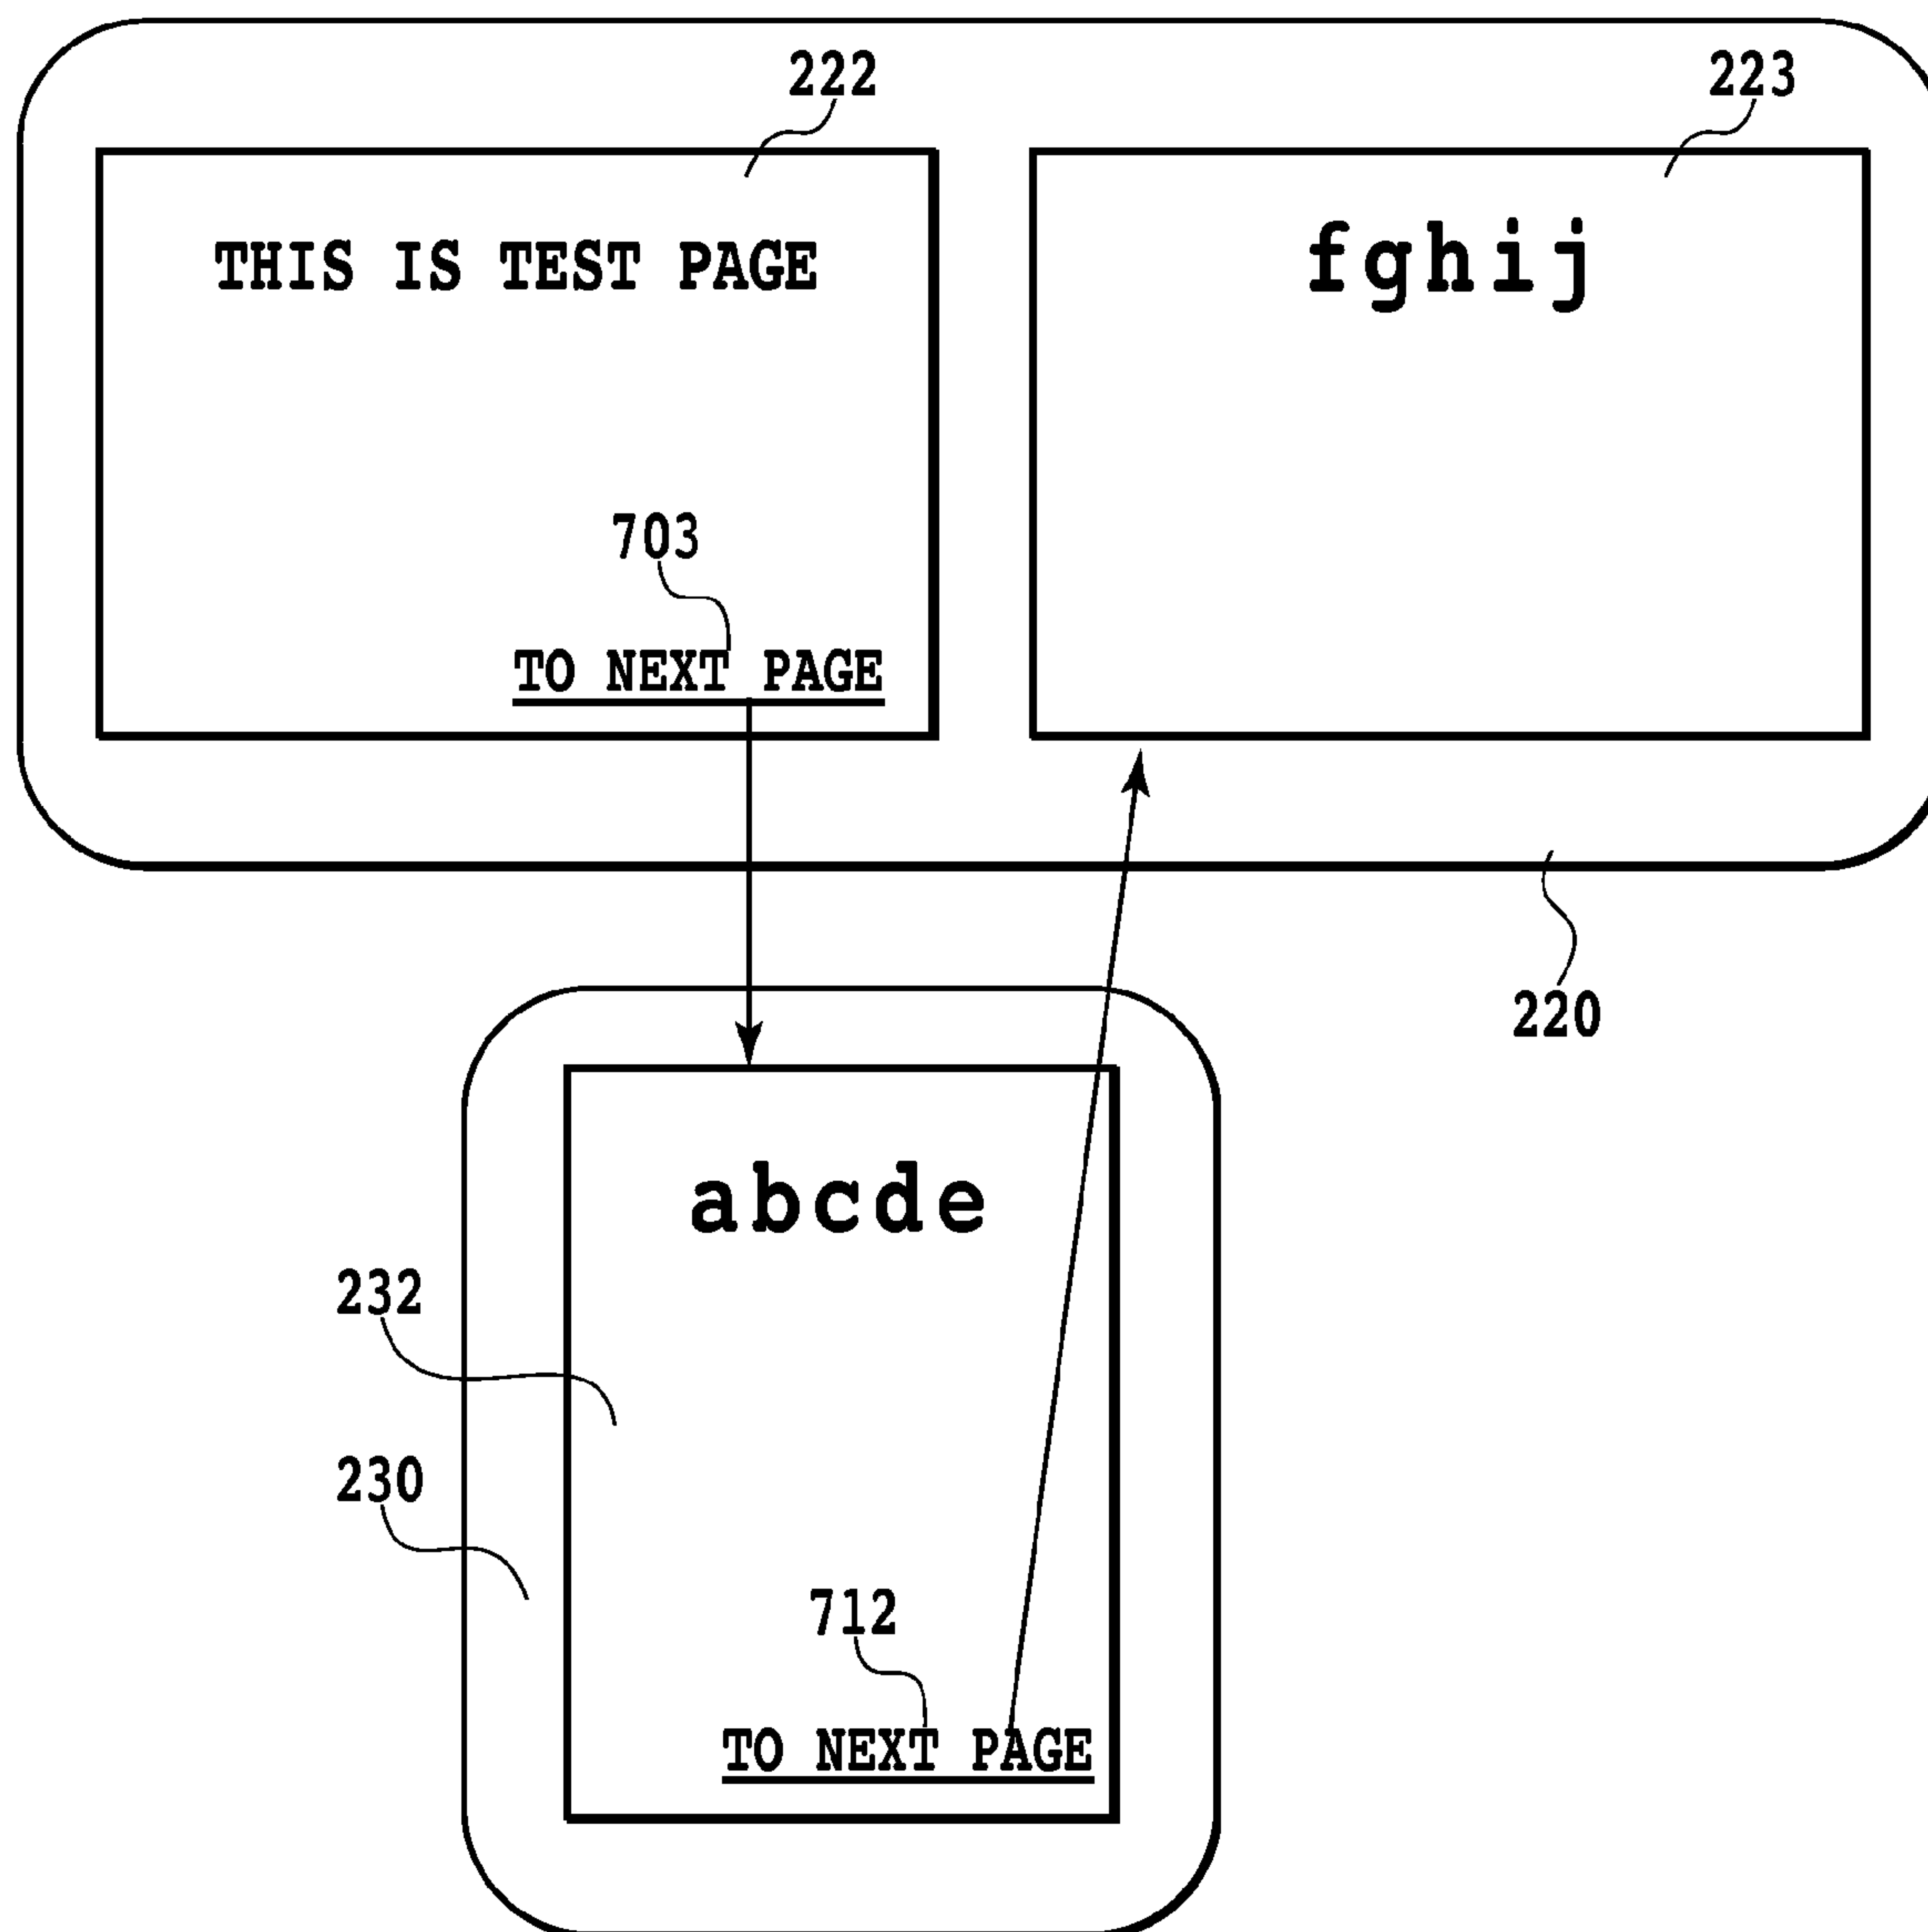 222
223
THIS IS TEST PAGE
fghij
703
TO NEXT PAGE
220
abcde
232
230
712
TO NEXT PAGE